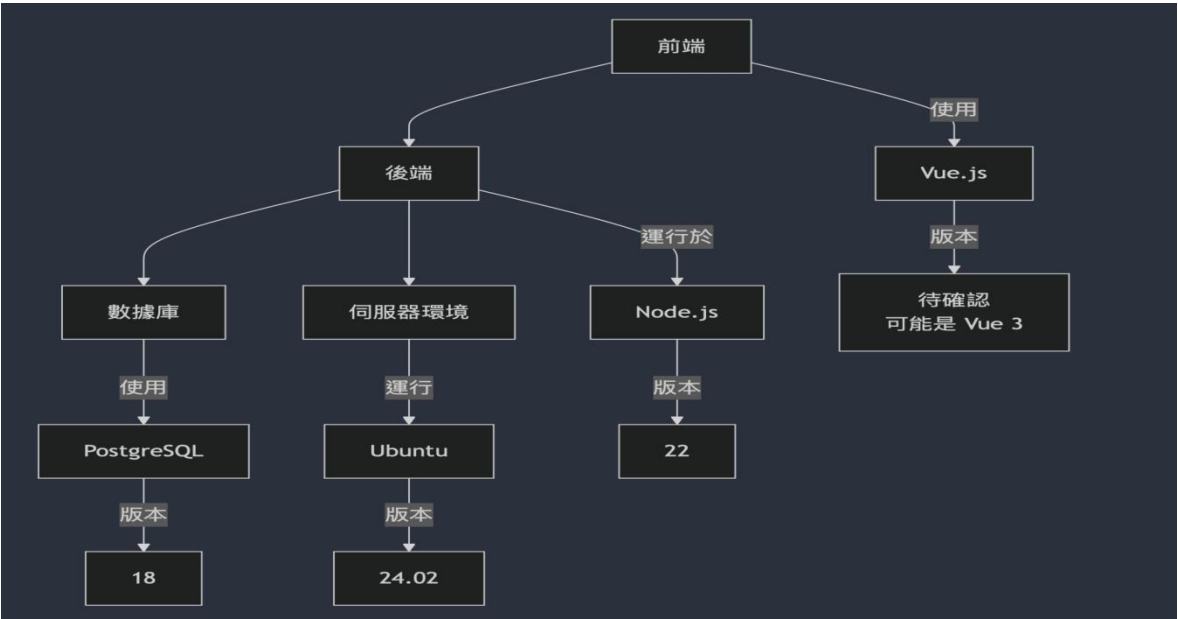 前端
使用
後端
Vue.js
運行於
版本
數據庫
伺服器環境
Node.js
待確認
可能是 Vue 3
使用
運行
版本
PostgreSQL
Ubuntu
22
版本
版本
18
24.02